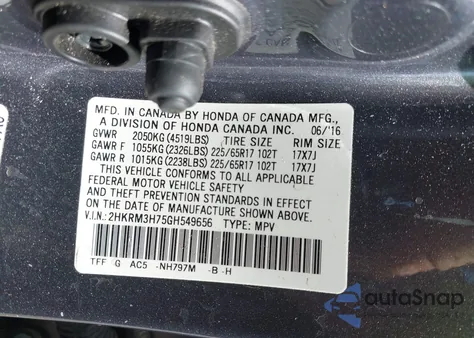 MFD. IN CANADA BY HONDA OF CANADA MFG.,
A DIVISION OF HONDA CANADA INC. 06/'16
GVWR 2050KG (4519LBS) TIRE SIZE RIM SIZE
GAWR F 1055KG (2326LBS) 225/65R17 102T 17X7J
GAWR R 1015KG (2238LBS) 225/65R17 102T 17X7J
THIS VEHICLE CONFORMS TO ALL APPLICABLE
FEDERAL MOTOR VEHICLE SAFETY
AND THEFT PREVENTION STANDARDS IN EFFECT
ON THE DATE OF MANUFACTURE SHOWN ABOVE.
V.I.N.: 2HKRM3H75GH549656 TYPE: MPV
TFF G AC5 -NH797M -B -H
autoSnap